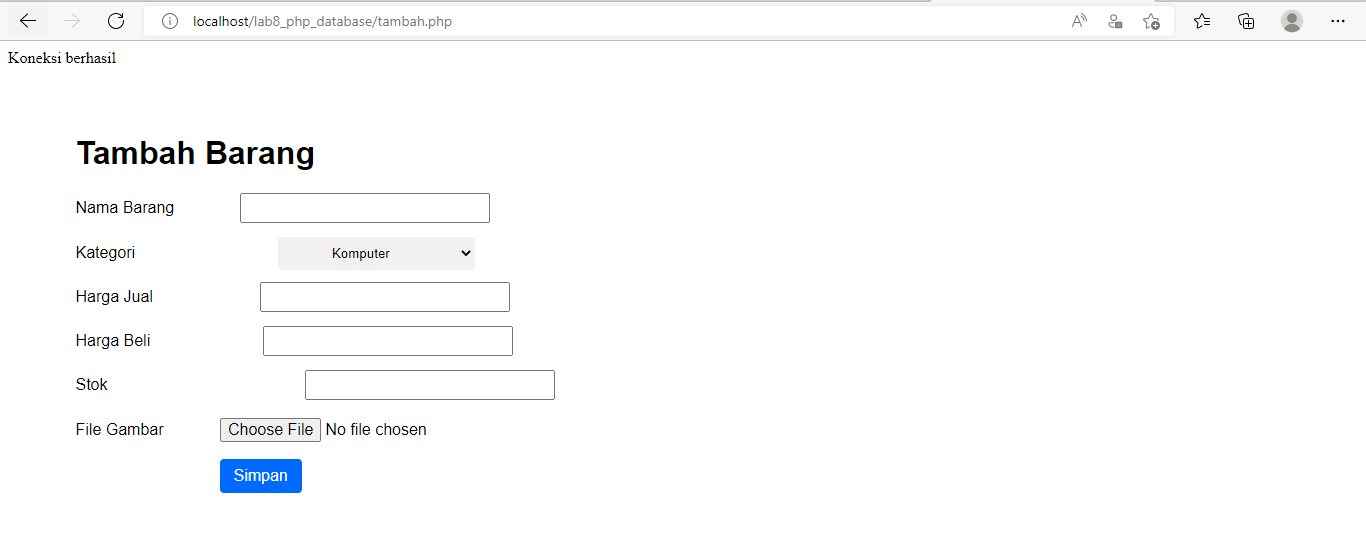 localhost/lab8_php_database/tambah.php
Koneksi berhasil
Tambah Barang
Nama Barang
Kategori Komputer
Harga Jual
Harga Beli
Stok
File Gambar Choose File No file chosen
Simpan